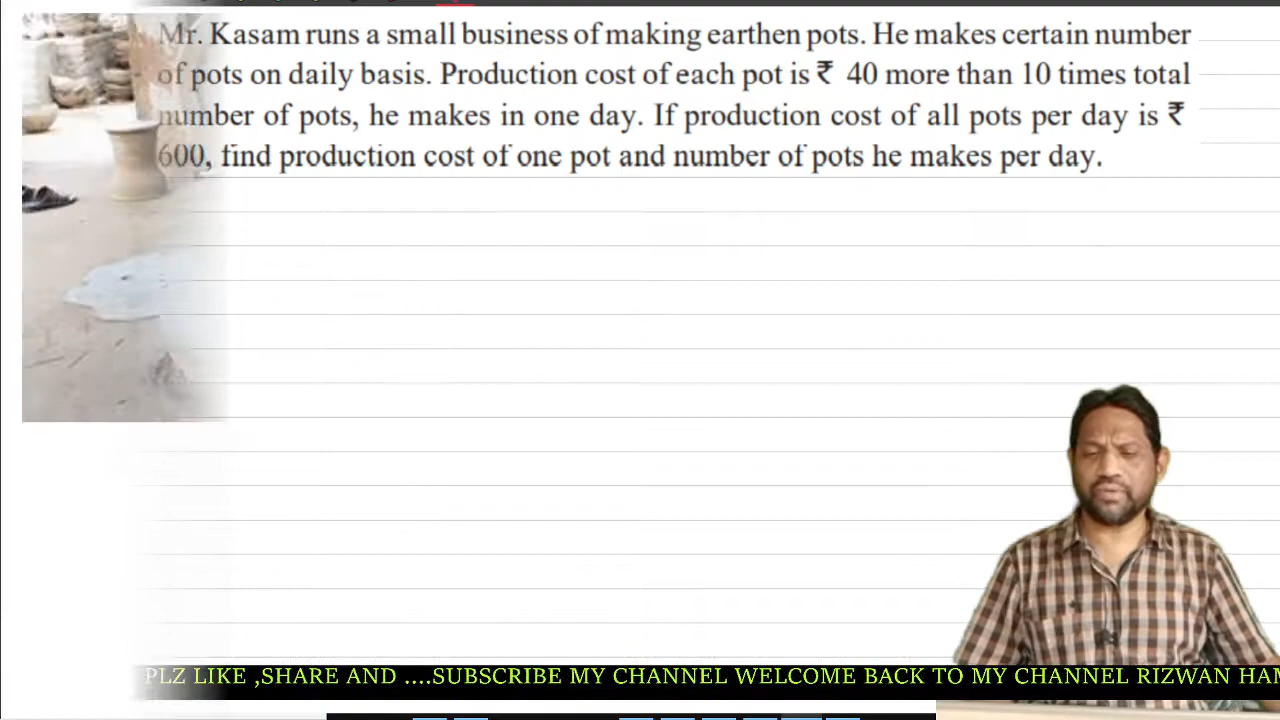 Mr. Kasam runs a small business of making earthen pots. He makes certain number
of pots on daily basis. Production cost of each pot is ₹ 40 more than 10 times total
number of pots, he makes in one day. If production cost of all pots per day is ₹
600, find production cost of one pot and number of pots he makes per day.
PLZ LIKE ,SHARE AND ....SUBSCRIBE MY CHANNEL WELCOME BACK TO MY CHANNEL RIZWAN